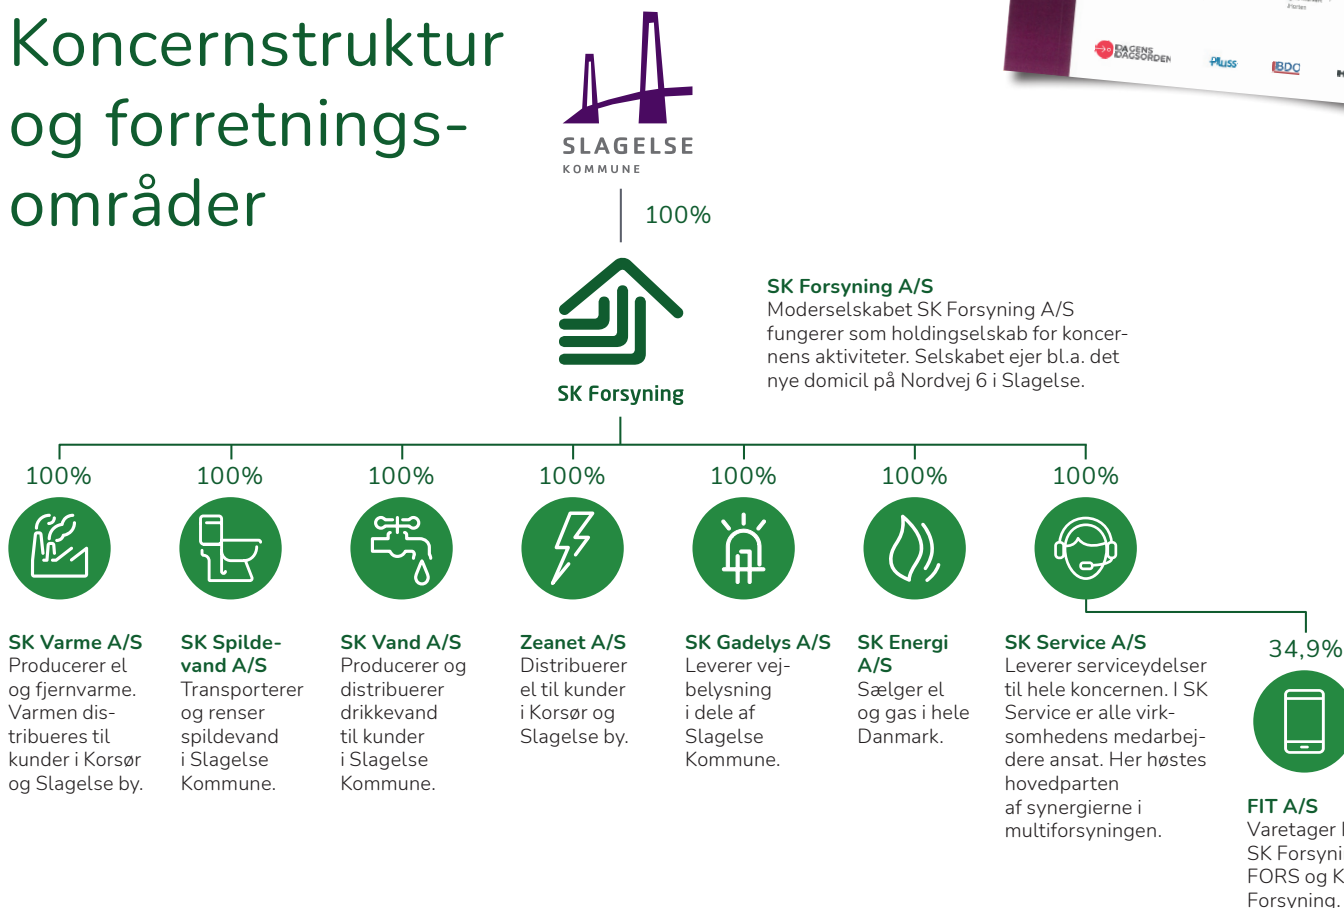 Koncernstruktur
og forretnings-
områder
SLAGELSE
KOMMUNE
100%
DAGENS
DAGSORDEN
Pluss
BDO
SK Forsyning
SK Forsyning A/S
Moderselskabet SK Forsyning A/S
fungerer som holdingselskab for koncer-
nens aktiviteter. Selskabet ejer bl.a. det
nye domicil på Nordvej 6 i Slagelse.
100% 100% 100% 100% 100% 100% 100%
SK Varme A/S
Producerer el
og fjernvarme.
Varmen dis-
tribueres til
kunder i Korsør
og Slagelse by.
SK Spilde-
vand A/S
Transporterer
og renser
spildevand
i Slagelse
Kommune.
SK Vand A/S
Producerer og
distribuerer
drikkevand
til kunder
i Slagelse
Kommune.
Zeanet A/S
Distribuerer
el til kunder
i Korsør og
Slagelse by.
SK Gadelys A/S
Leverer vej-
belysning
i dele af
Slagelse
Kommune.
SK Energi
A/S
Sælger el
og gas i hele
Danmark.
SK Service A/S
Leverer serviceydelser
til hele koncernen. I SK
Service er alle virk-
somhedens medarbej-
dere ansat. Her høstes
hovedparten
af synergierne i
multiforsyningen.
34,9%
FIT A/S
Varetager
SK Forsyni
FORS og K
Forsyning.